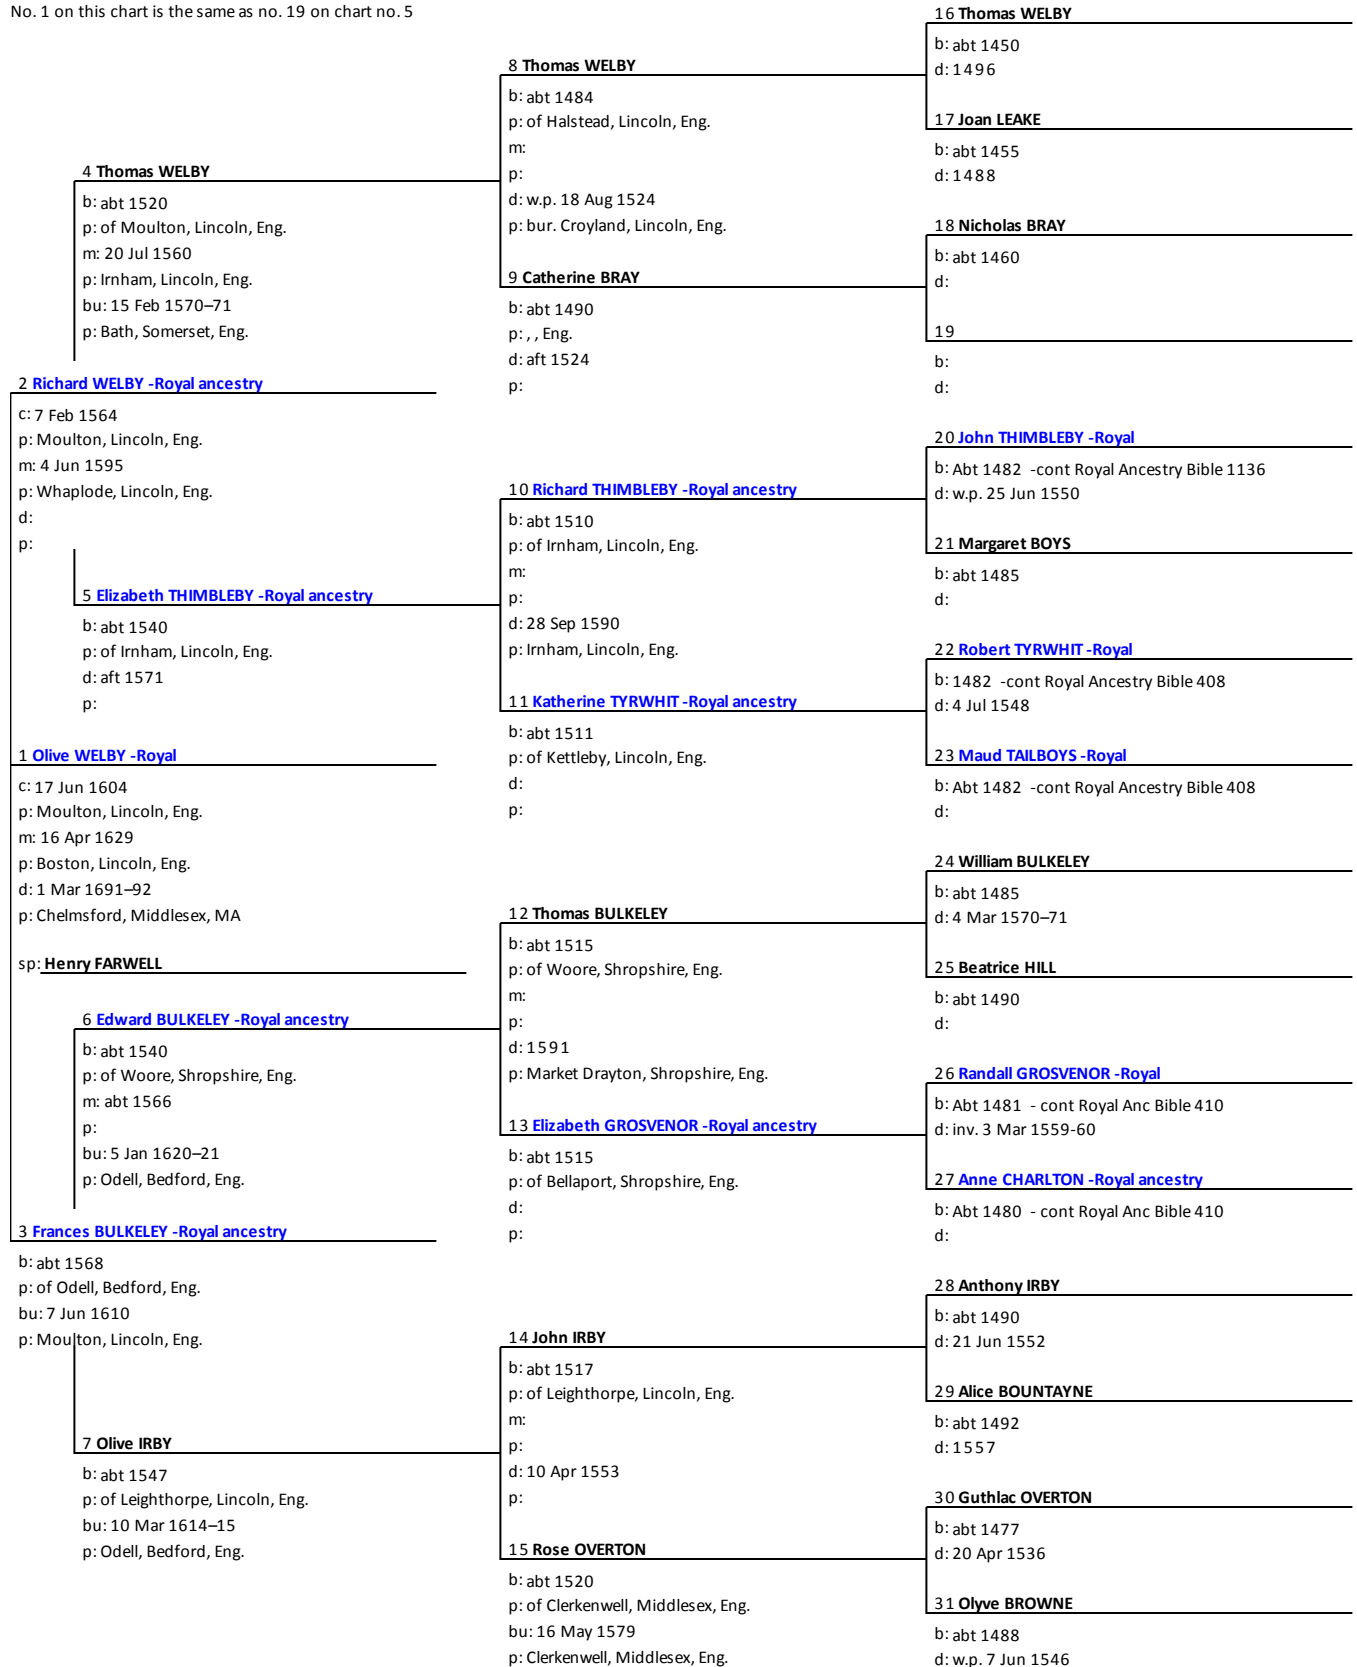 No. 1 on this chart is the same as no. 19 on chart no. 5
16 Thomas WELBY
b: abt 1450
d: 1496
8 Thomas WELBY
b: abt 1484
p: of Halstead, Lincoln, Eng.
m:
p:
d: w.p. 18 Aug 1524
p: bur. Croyland, Lincoln, Eng.
17 Joan LEAKE
b: abt 1455
d: 1488
4 Thomas WELBY
b: abt 1520
p: of Moulton, Lincoln, Eng.
m: 20 Jul 1560
p: Irnham, Lincoln, Eng.
bu: 15 Feb 1570–71
p: Bath, Somerset, Eng.
18 Nicholas BRAY
b: abt 1460
d:
9 Catherine BRAY
b: abt 1490
p: , , Eng.
d: aft 1524
p:
19
b:
d:
2 Richard WELBY -Royal ancestry
c: 7 Feb 1564
p: Moulton, Lincoln, Eng.
m: 4 Jun 1595
p: Whaplode, Lincoln, Eng.
d:
p:
20 John THIMBLEBY -Royal
b: Abt 1482 -cont Royal Ancestry Bible 1136
d: w.p. 25 Jun 1550
10 Richard THIMBLEBY -Royal ancestry
b: abt 1510
p: of Irnham, Lincoln, Eng.
m:
p:
d: 28 Sep 1590
p: Irnham, Lincoln, Eng.
21 Margaret BOYS
b: abt 1485
d:
5 Elizabeth THIMBLEBY -Royal ancestry
b: abt 1540
p: of Irnham, Lincoln, Eng.
d: aft 1571
p:
22 Robert TYRWHIT -Royal
b: 1482 -cont Royal Ancestry Bible 408
d: 4 Jul 1548
11 Katherine TYRWHIT -Royal ancestry
b: abt 1511
p: of Kettleby, Lincoln, Eng.
d:
p:
23 Maud TAILBOYS -Royal
b: Abt 1482 -cont Royal Ancestry Bible 408
d:
1 Olive WELBY -Royal
c: 17 Jun 1604
p: Moulton, Lincoln, Eng.
m: 16 Apr 1629
p: Boston, Lincoln, Eng.
d: 1 Mar 1691–92
p: Chelmsford, Middlesex, MA
sp: Henry FARWELL
24 William BULKELEY
b: abt 1485
d: 4 Mar 1570–71
12 Thomas BULKELEY
b: abt 1515
p: of Woore, Shropshire, Eng.
m:
p:
d: 1591
p: Market Drayton, Shropshire, Eng.
25 Beatrice HILL
b: abt 1490
d:
6 Edward BULKELEY -Royal ancestry
b: abt 1540
p: of Woore, Shropshire, Eng.
m: abt 1566
p:
bu: 5 Jan 1620–21
p: Odell, Bedford, Eng.
26 Randall GROSVENOR -Royal
b: Abt 1481 - cont Royal Anc Bible 410
d: inv. 3 Mar 1559-60
13 Elizabeth GROSVENOR -Royal ancestry
b: abt 1515
p: of Bellaport, Shropshire, Eng.
d:
p:
27 Anne CHARLTON -Royal ancestry
b: Abt 1480 - cont Royal Anc Bible 410
d:
3 Frances BULKELEY -Royal ancestry
b: abt 1568
p: of Odell, Bedford, Eng.
bu: 7 Jun 1610
p: Moulton, Lincoln, Eng.
28 Anthony IRBY
b: abt 1490
d: 21 Jun 1552
14 John IRBY
b: abt 1517
p: of Leighthorpe, Lincoln, Eng.
m:
p:
d: 10 Apr 1553
p:
29 Alice BOUNTAYNE
b: abt 1492
d: 1557
7 Olive IRBY
b: abt 1547
p: of Leighthorpe, Lincoln, Eng.
bu: 10 Mar 1614–15
p: Odell, Bedford, Eng.
30 Guthlac OVERTON
b: abt 1477
d: 20 Apr 1536
15 Rose OVERTON
b: abt 1520
p: of Clerkenwell, Middlesex, Eng.
bu: 16 May 1579
p: Clerkenwell, Middlesex, Eng.
31 Olyve BROWNE
b: abt 1488
d: w.p. 7 Jun 1546